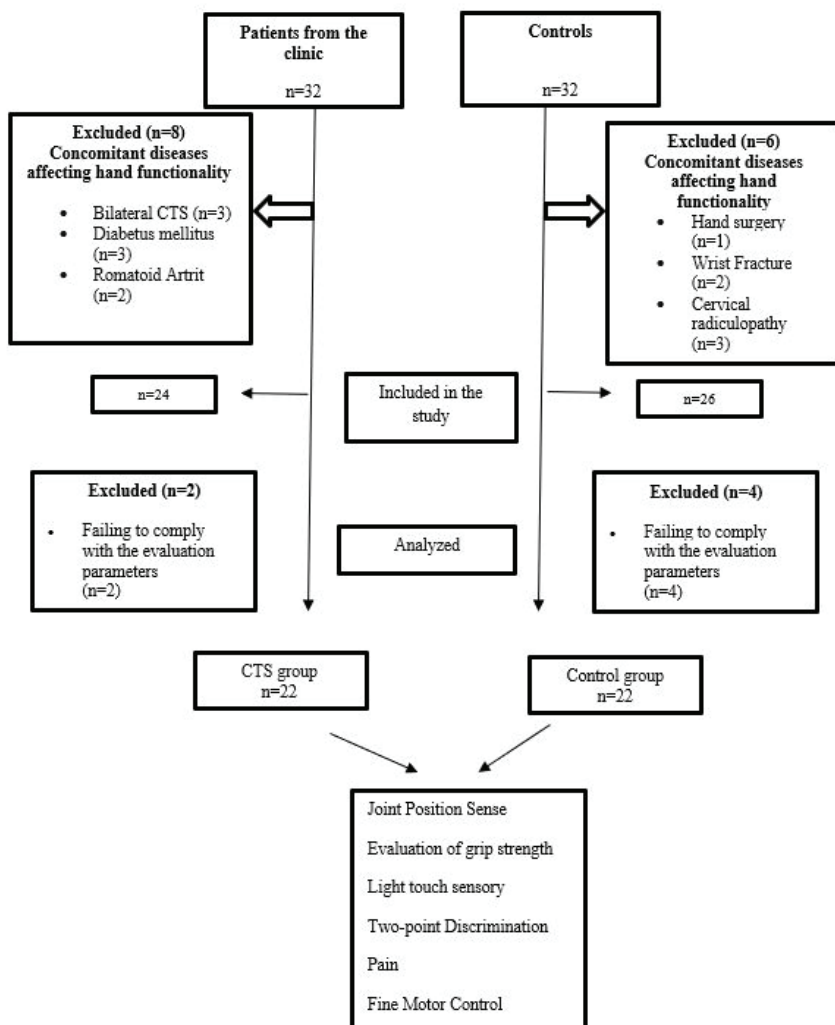 Patients from the
clinic
n=32
Controls
n=32
Excluded (n=8)
Concomitant diseases
affecting hand functionality
• Bilateral CTS (n=3)
• Diabetus mellitus
(n=3)
• Romatoid Artrit
(n=2)
Excluded (n=6)
Concomitant diseases
affecting hand
functionality
• Hand surgery
(n=1)
• Wrist Fracture
(n=2)
• Cervical
radiculopathy
(n=3)
n=24
Included in the
study
n=26
Excluded (n=2)
• Failing to comply
with the evaluation
parameters
(n=2)
Analyzed
Excluded (n=4)
• Failing to comply
with the evaluation
parameters
(n=4)
CTS group
n=22
Control group
n=22
Joint Position Sense
Evaluation of grip strength
Light touch sensory
Two-point Discrimination
Pain
Fine Motor Control